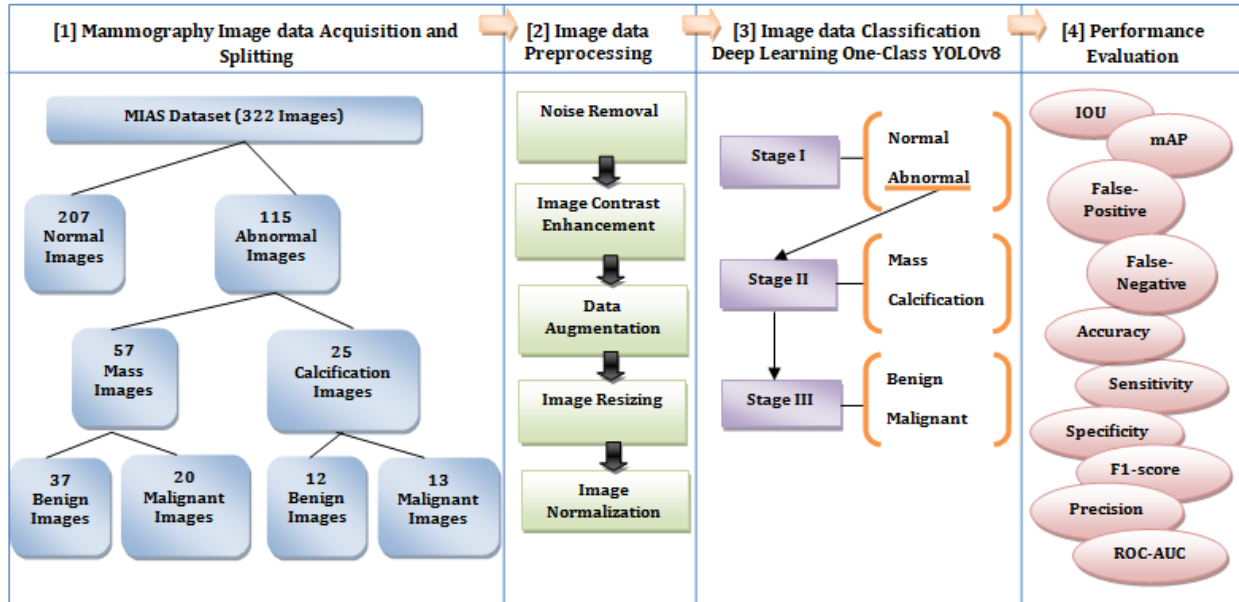 [1] Mammography Image data Acquisition and
Splitting
MIAS Dataset (322 Images)
207
Normal
Images
115
Abnormal
Images
57
Mass
Images
25
Calcification
Images
37
Benign
Images
20
Malignant
Images
12
Benign
Images
13
Malignant
Images
[2] Image data
Preprocessing
Noise Removal
Image Contrast
Enhancement
Data
Augmentation
Image Resizing
Image
Normalization
[3] Image data Classification
Deep Learning One-Class YOLOv8
Stage I
Normal
Abnormal
Stage II
Mass
Calcification
Stage III
Benign
Malignant
[4] Performance
Evaluation
IOU
mAP
False-
Positive
False-
Negative
Accuracy
Sensitivity
Specificity
F1-score
Precision
ROC-AUC